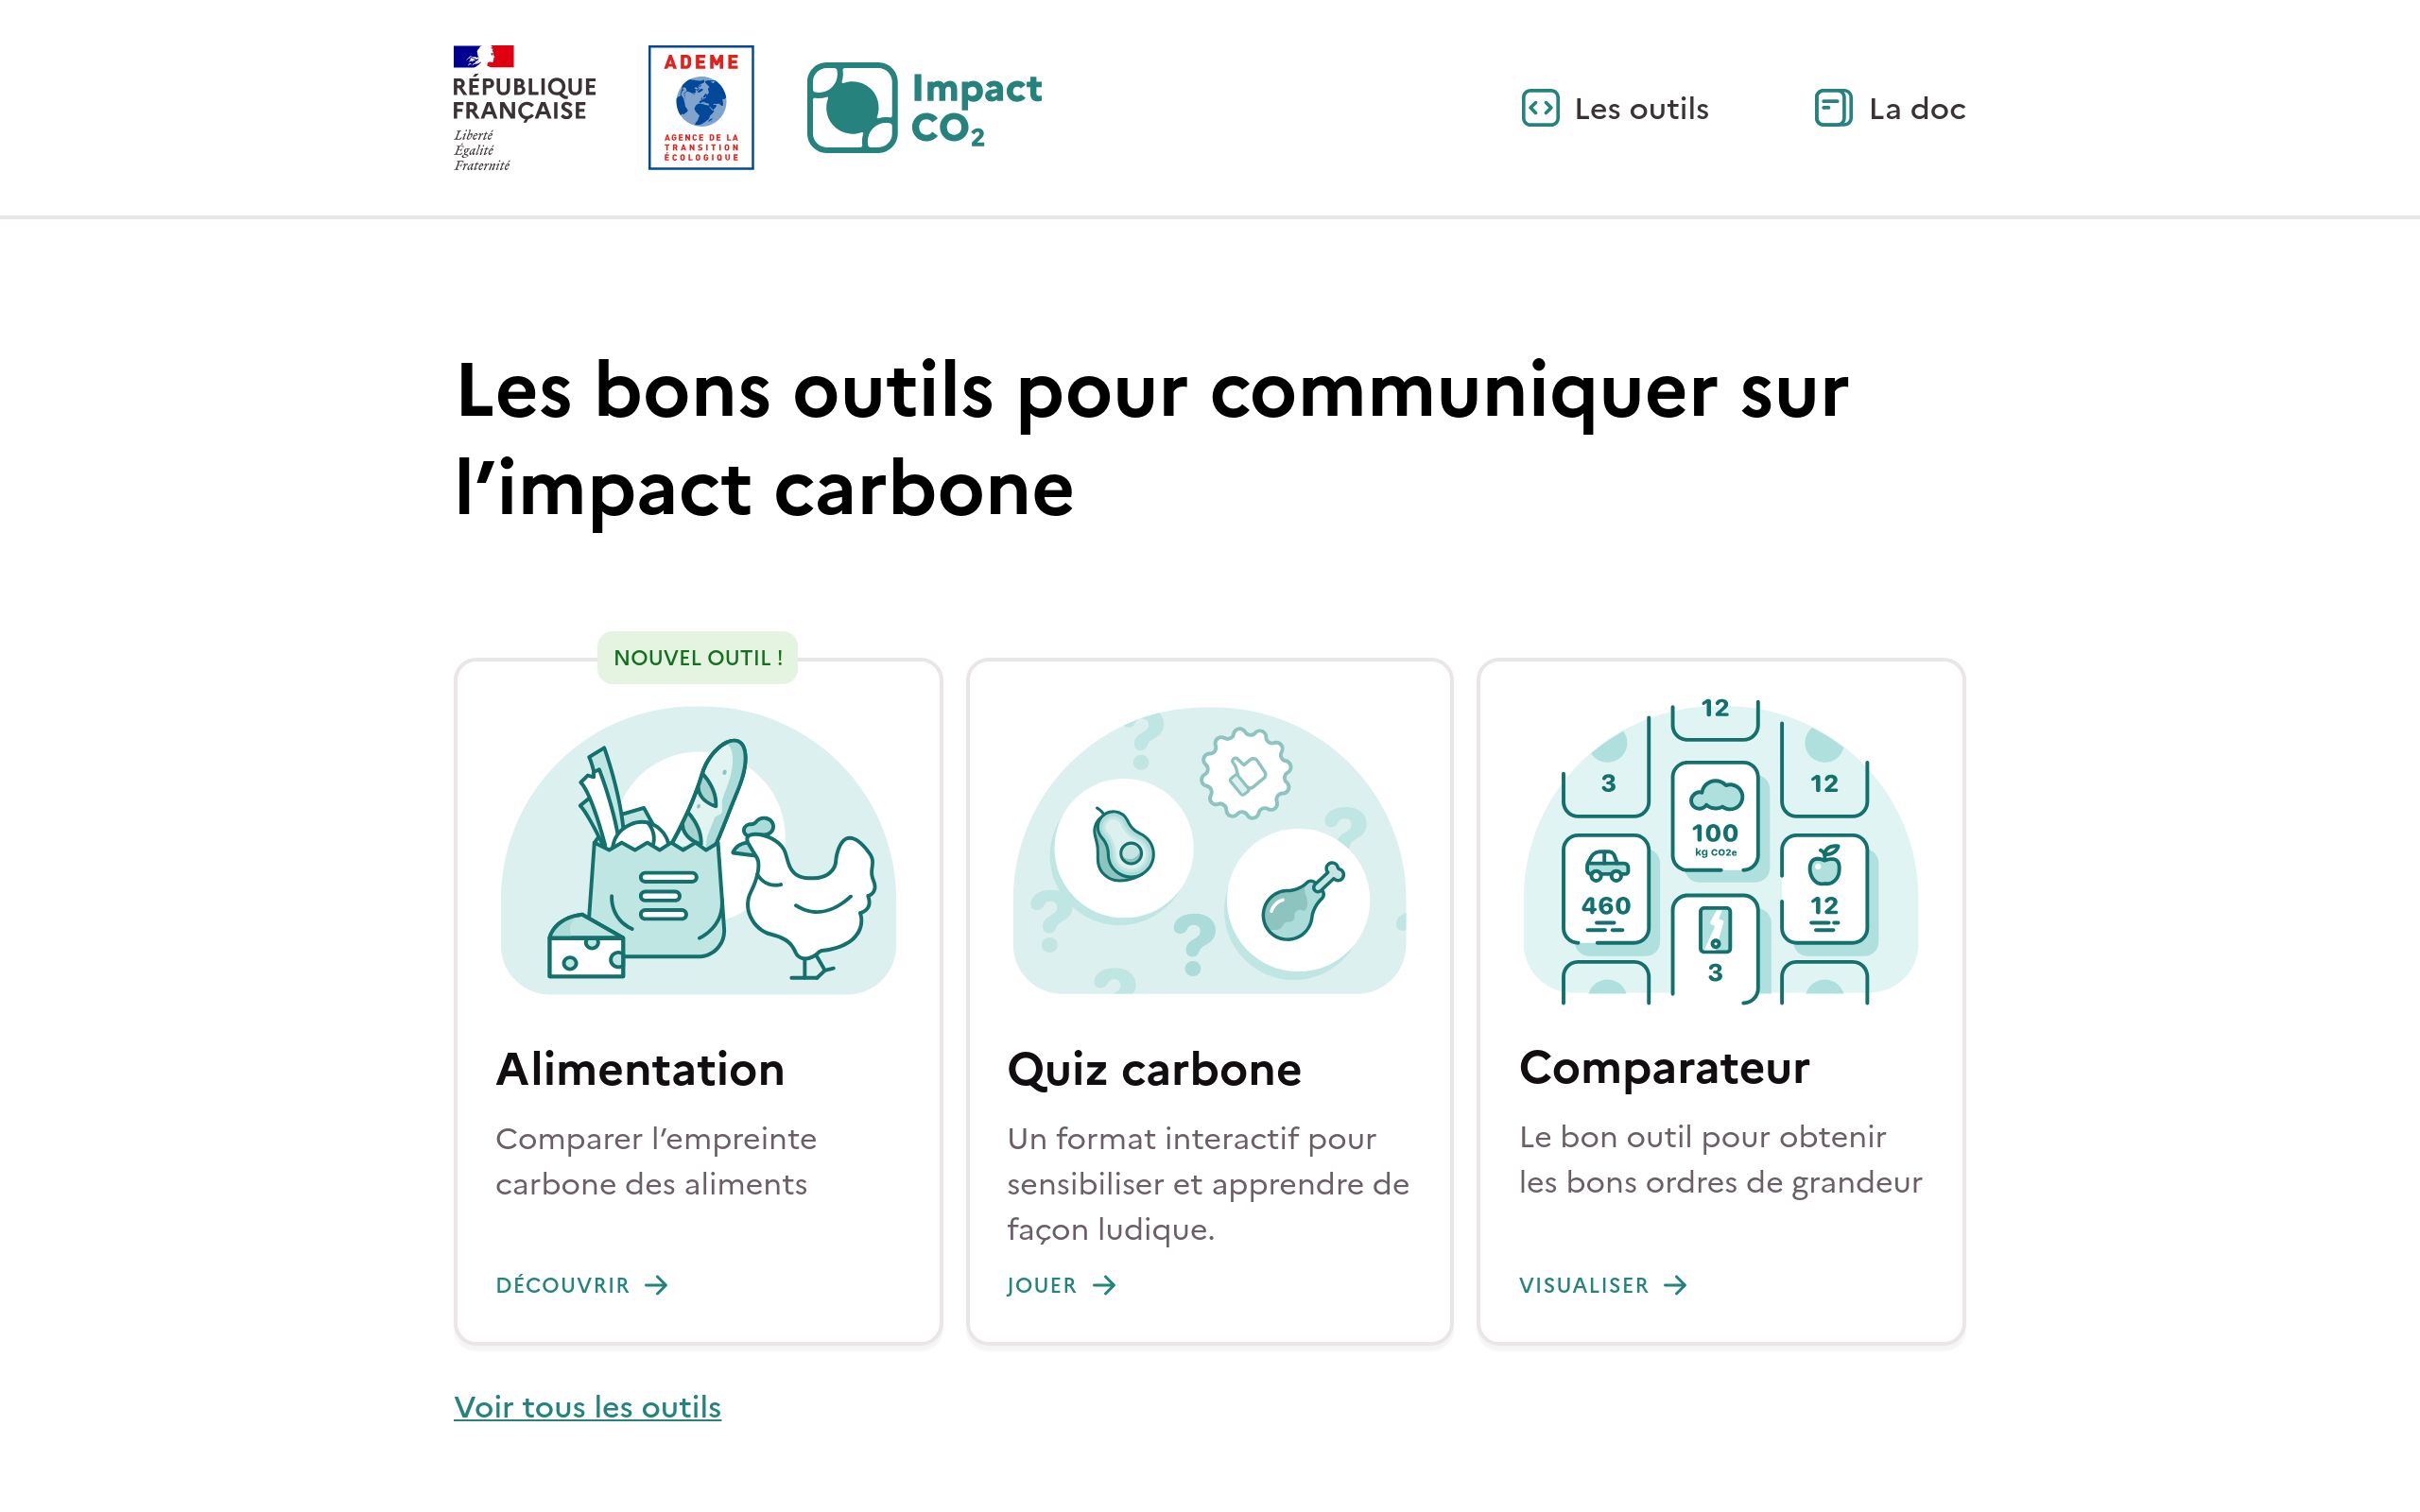 RÉPUBLIQUE
FRANÇAISE
Liberté
Égalité
Fraternité
ADEME
AGENCE DE LA
TRANSITION
ÉCOLOGIQUE
Impact
CO₂
Les outils
La doc
Les bons outils pour communiquer sur
l’impact carbone
NOUVEL OUTIL !
Alimentation
Comparer l’empreinte
carbone des aliments
DÉCOUVRIR
? ? ? ? ?
Quiz carbone
Un format interactif pour
sensibiliser et apprendre de
façon ludique.
JOUER
12
3
12
100
kg CO2e
460
12
3
Comparateur
Le bon outil pour obtenir
les bons ordres de grandeur
VISUALISER
Voir tous les outils